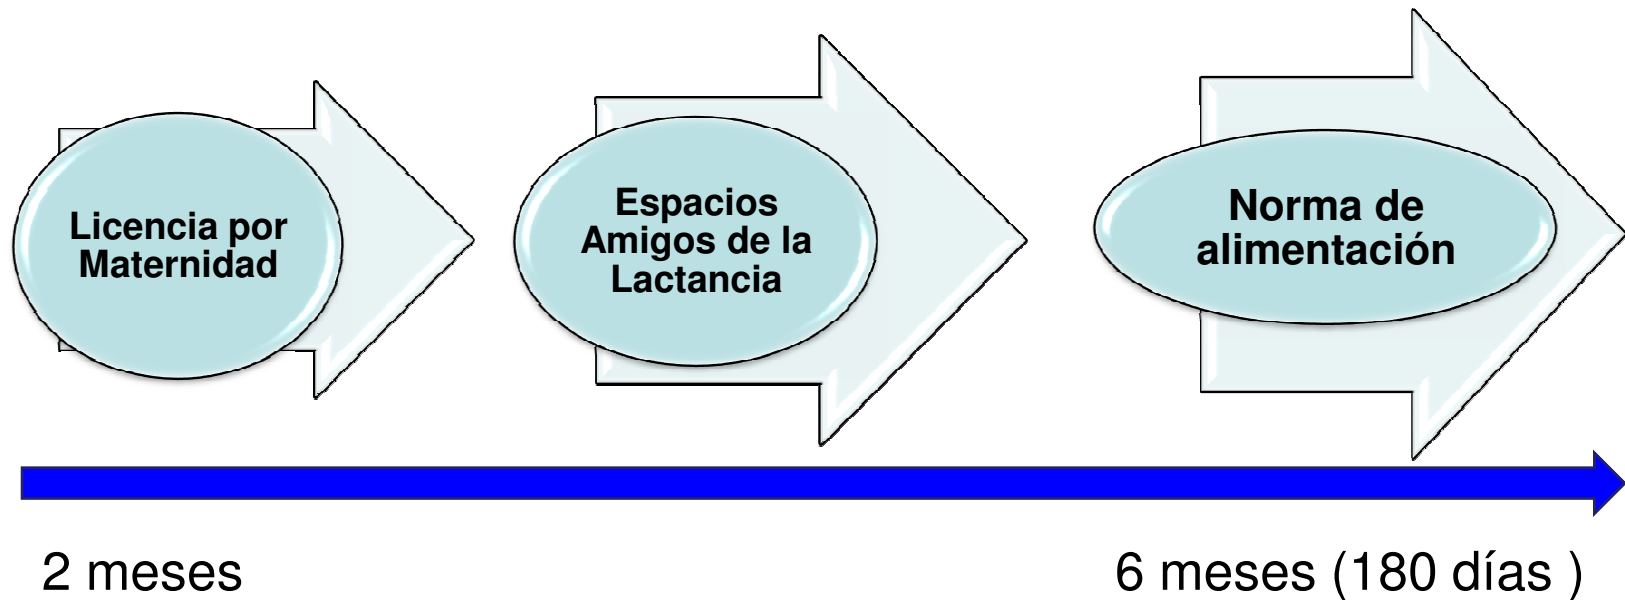 Licencia por
Maternidad
Espacios
Amigos de la
Lactancia
Norma de
alimentación
2 meses
6 meses (180 días )